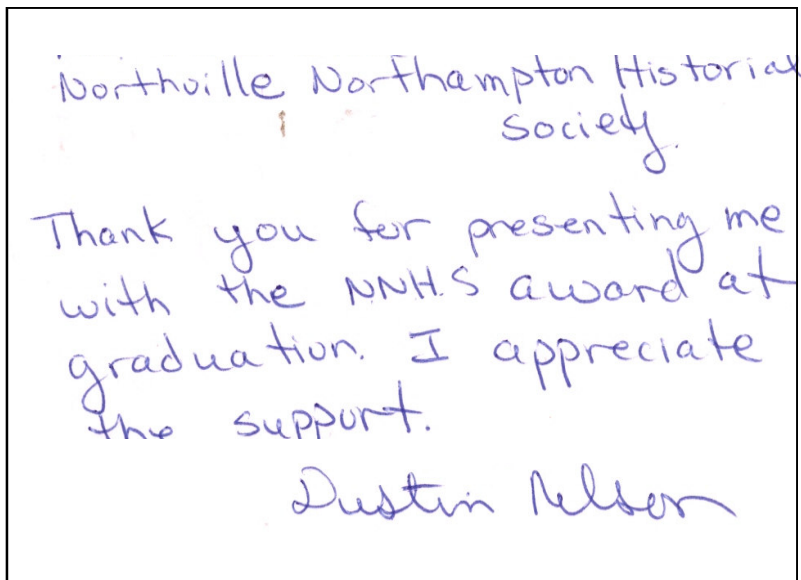 Northville Northampton Historial
society.
Thank you for presenting me
with the NNHS award at
graduation. I appreciate
the support.
Dustin Nelson